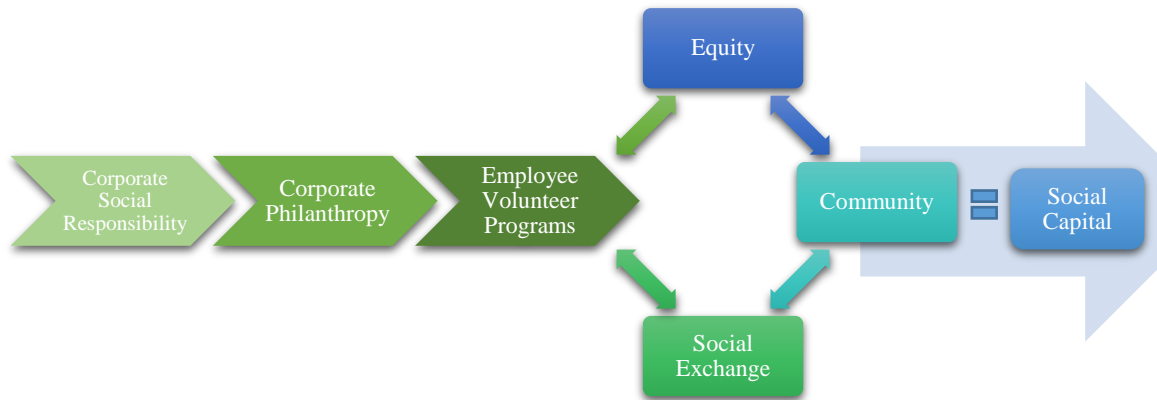 Corporate
Social
Responsibility
Corporate
Philanthropy
Employee
Volunteer
Programs
Equity
Community
Social
Exchange
Social
Capital